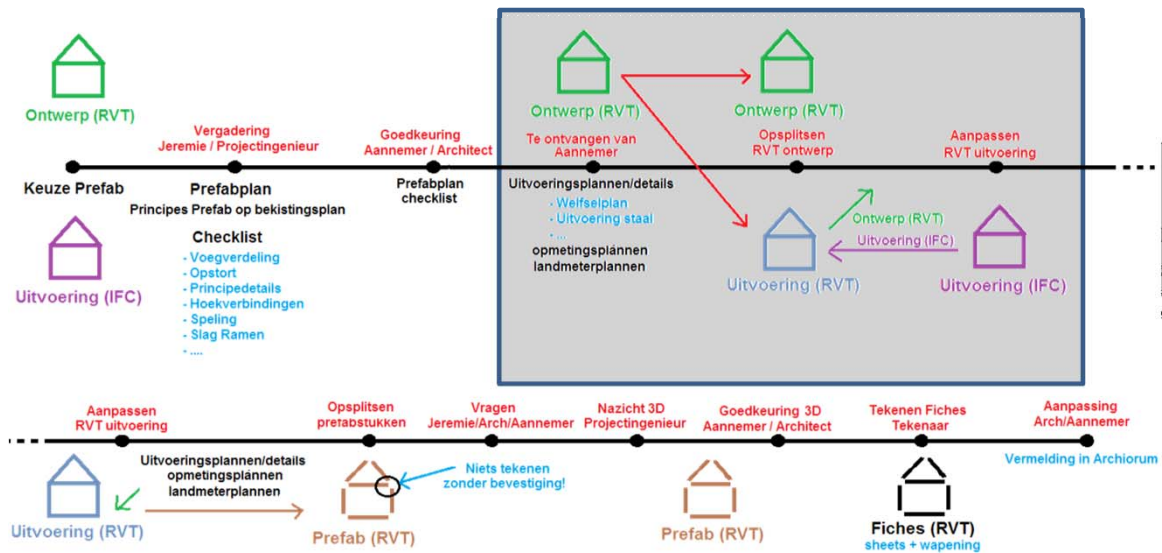 Ontwerp (RVT)
Keuze Prefab
Uitvoering (IFC)
Vergadering
Jeremie / Projectingenieur
Prefabplan
Principes Prefab op bekistingsplan
Checklist
- Voegverdeling
- Opstort
- Principedetails
- Hoekverbindingen
- Speling
- Slag Ramen
- ....
Goedkeuring
Aannemer / Architect
Prefabplan
checklist
Ontwerp (RVT)
Te ontvangen van
Aannemer
Uitvoeringsplannen/details
- Welfselplan
- Uitvoering staal
- ...
opmetingsplannen
landmeterplannen
Ontwerp (RVT)
Opsplitsen
RVT ontwerp
Uitvoering (RVT)
Ontwerp (RVT)
Uitvoering (IFC)
Aanpassen
RVT uitvoering
Uitvoering (IFC)
Aanpassen
RVT uitvoering
Uitvoering (RVT)
Uitvoeringsplannen/details
opmetingsplannen
landmeterplannen
Opsplitsen
prefabstukken
Prefab (RVT)
Vragen
Jeremie/Arch/Aannemer
Niets tekenen
zonder bevestiging!
Nazicht 3D
Projectingenieur
Goedkeuring 3D
Aannemer / Architect
Prefab (RVT)
Tekenen Fiches
Tekenaar
Fiches (RVT)
sheets + wapening
Aanpassing
Arch/Aannemer
Vermelding in Archiorum